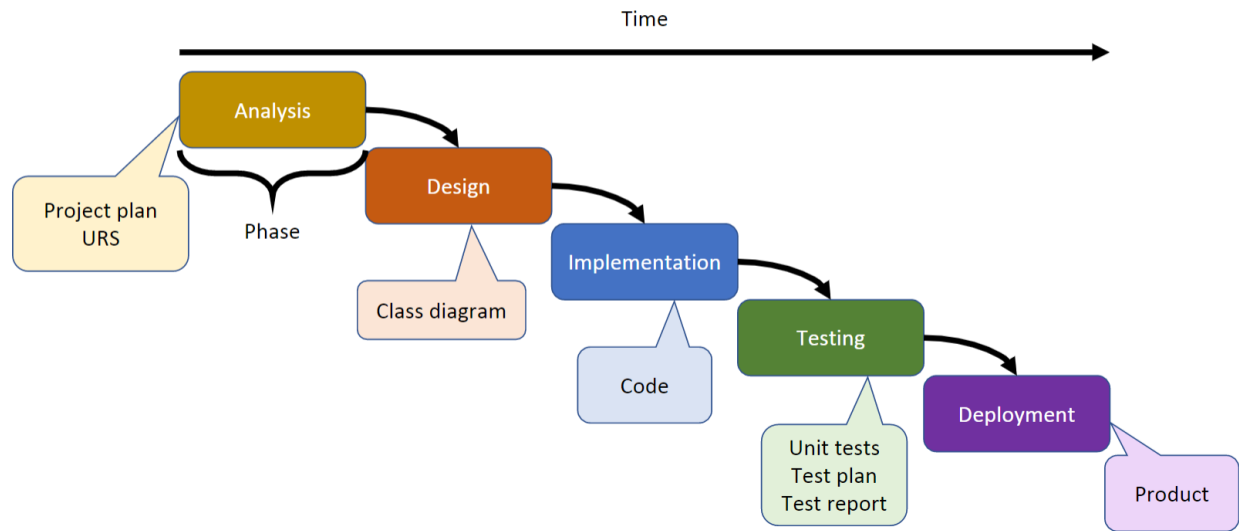 Time
Analysis
Project plan
URS
Phase
Design
Class diagram
Implementation
Code
Testing
Unit tests
Test plan
Test report
Deployment
Product